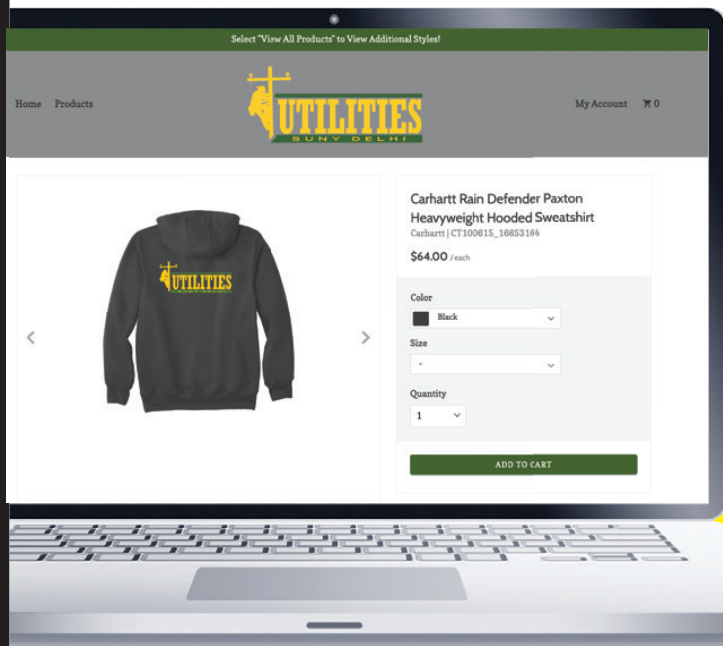 Select "View All Products" to View Additional Styles!
Home Products
UTILITIES
SUNY DELHI
My Account 0
UTILITIES
Carhartt Rain Defender Paxton
Heavyweight Hooded Sweatshirt
Carhartt | CT100615_16653164
$64.00 / each
Color
Black
Size
-
Quantity
1
ADD TO CART